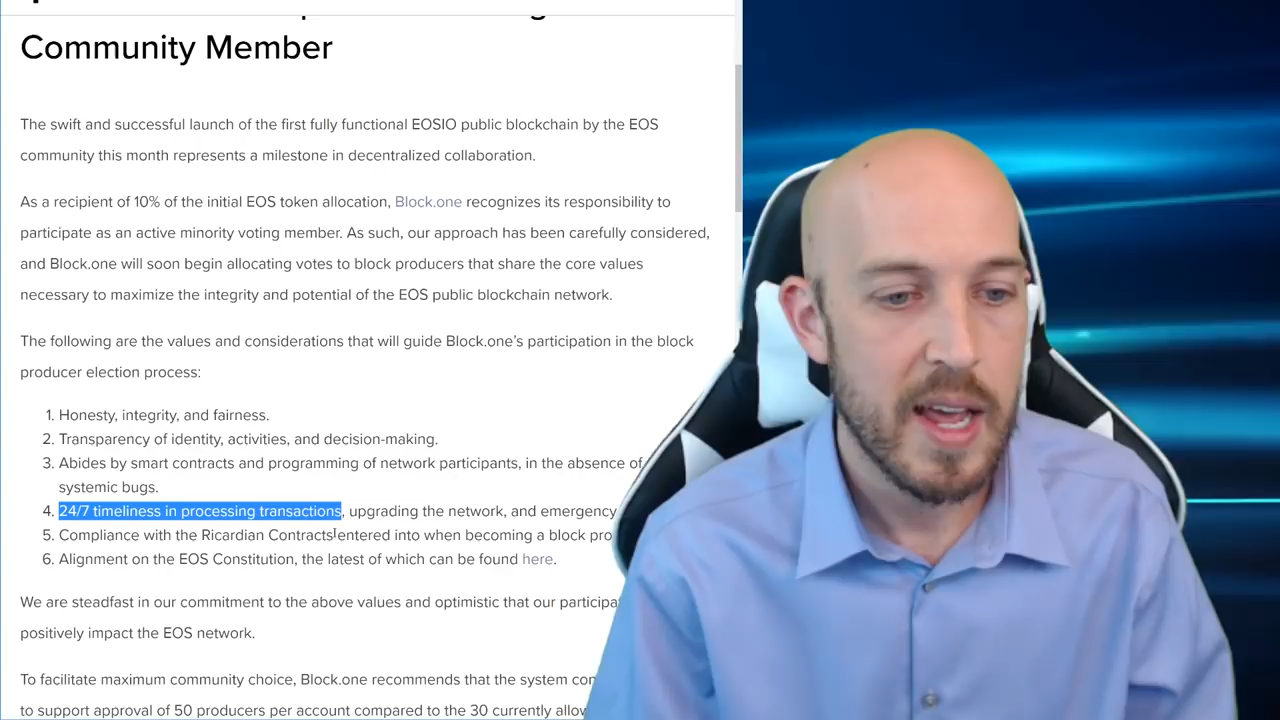 Community Member
The swift and successful launch of the first fully functional EOSIO public blockchain by the EOS
community this month represents a milestone in decentralized collaboration.
As a recipient of 10% of the initial EOS token allocation, Block.one recognizes its responsibility to
participate as an active minority voting member. As such, our approach has been carefully considered,
and Block.one will soon begin allocating votes to block producers that share the core values
necessary to maximize the integrity and potential of the EOS public blockchain network.
The following are the values and considerations that will guide Block.one’s participation in the block
producer election process:
1. Honesty, integrity, and fairness.
2. Transparency of identity, activities, and decision-making.
3. Abides by smart contracts and programming of network participants, in the absence of
systemic bugs.
4. 24/7 timeliness in processing transactions, upgrading the network, and emergency
5. Compliance with the Ricardian Contracts entered into when becoming a block pro
6. Alignment on the EOS Constitution, the latest of which can be found here.
We are steadfast in our commitment to the above values and optimistic that our participa
positively impact the EOS network.
To facilitate maximum community choice, Block.one recommends that the system con
to support approval of 50 producers per account compared to the 30 currently allow